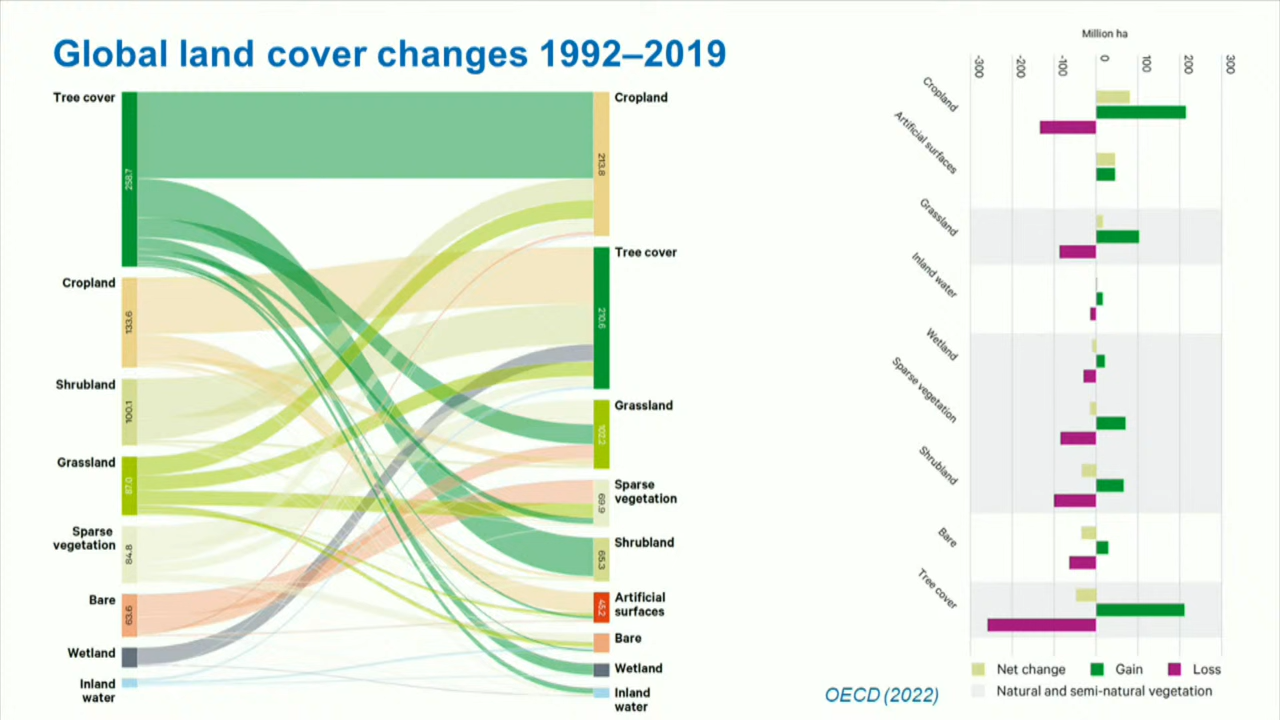 Global land cover changes 1992–2019
Tree cover
258.7
Cropland
133.6
Shrubland
100.1
Grassland
87.0
Sparse
vegetation
84.8
Bare
63.6
Wetland
Inland
water
Cropland
213.8
Tree cover
210.6
Grassland
102.2
Sparse
vegetation
69.9
Shrubland
65.3
Artificial
surfaces
45.2
Bare
Wetland
Inland
water
Million ha
-300 -200 -100 0 100 200 300
Cropland
Artificial surfaces
Grassland
Inland water
Wetland
Sparse vegetation
Shrubland
Bare
Tree cover
Net change Gain Loss
Natural and semi-natural vegetation
OECD (2022)